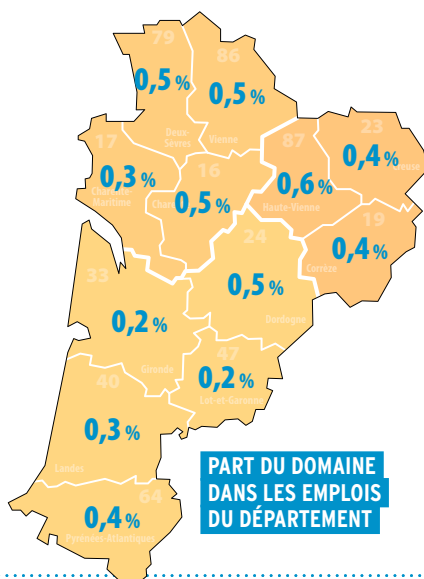 79
0,5 %
Deux-
Sèvres
86
0,5 %
Vienne
17
0,3 %
Charente-
Maritime
16
Charente
0,5 %
87
0,6 %
Haute-Vienne
23
0,4 %
Creuse
19
0,4 %
Corrèze
24
0,5 %
Dordogne
33
0,2 %
Gironde
47
0,2 %
Lot-et-Garonne
40
0,3 %
Landes
64
0,4 %
Pyrénées-Atlantiques
PART DU DOMAINE
DANS LES EMPLOIS
DU DÉPARTEMENT